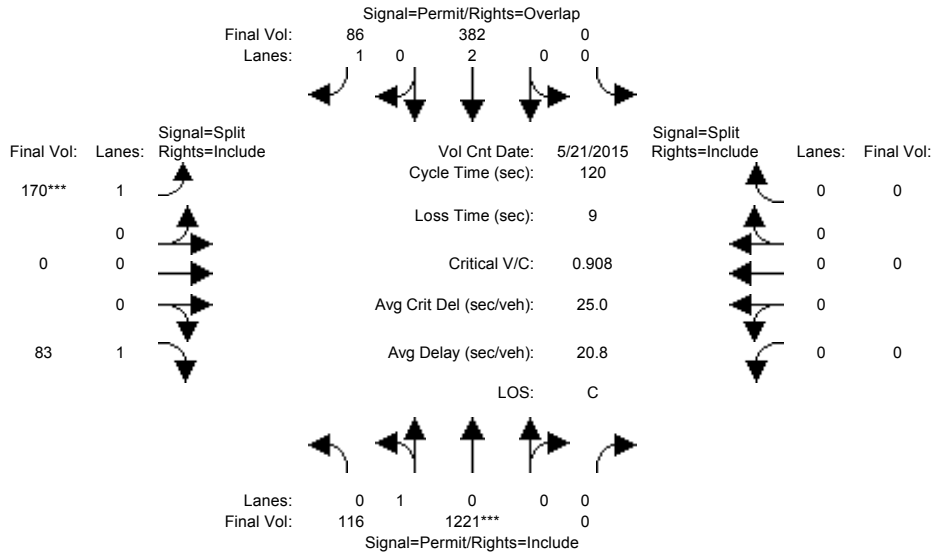 Signal=Permit/Rights=Overlap
Final Vol: 86 382 0
Lanes: 1 0 2 0 0
Signal=Split Signal=Split
Final Vol: Lanes: Rights=Include Vol Cnt Date: 5/21/2015 Rights=Include Lanes: Final Vol:
Cycle Time (sec): 120
170*** 1 0 0
Loss Time (sec): 9
0 0
0 0 Critical V/C: 0.908 0 0
0 Avg Crit Del (sec/veh): 25.0 0
83 1 Avg Delay (sec/veh): 20.8 0 0
LOS: C
Lanes: 0 1 0 0 0
Final Vol: 116 1221*** 0
Signal=Permit/Rights=Include